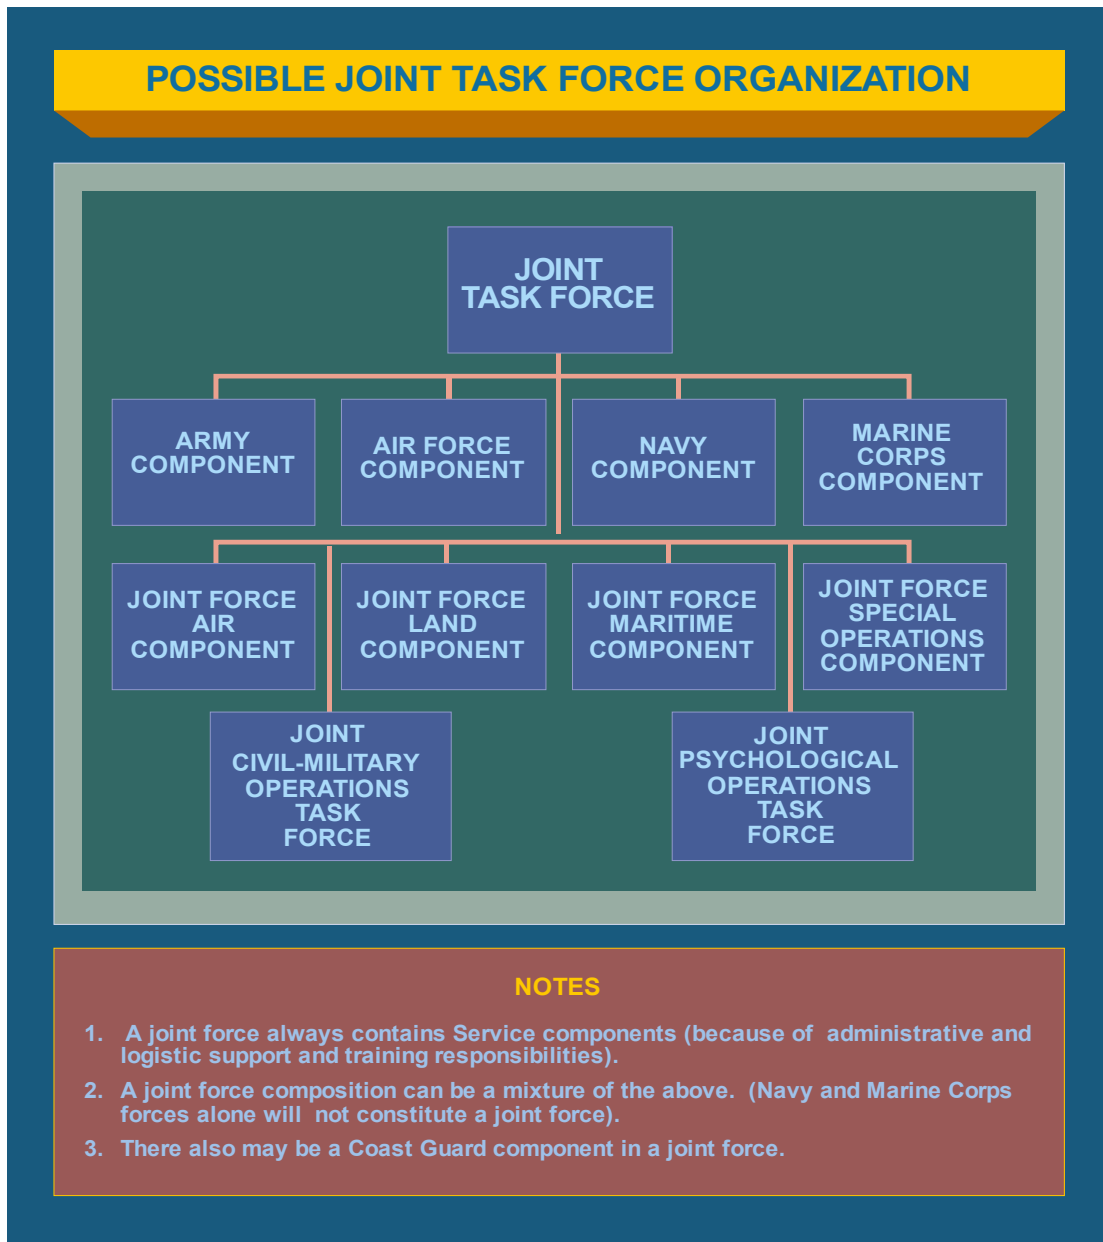 POSSIBLE JOINT TASK FORCE ORGANIZATION
JOINT
TASK FORCE
ARMY
COMPONENT
AIR FORCE
COMPONENT
NAVY
COMPONENT
MARINE
CORPS
COMPONENT
JOINT FORCE
AIR
COMPONENT
JOINT FORCE
LAND
COMPONENT
JOINT FORCE
MARITIME
COMPONENT
JOINT FORCE
SPECIAL
OPERATIONS
COMPONENT
JOINT
CIVIL-MILITARY
OPERATIONS
TASK
FORCE
JOINT
PSYCHOLOGICAL
OPERATIONS
TASK
FORCE
NOTES
1. A joint force always contains Service components (because of administrative and
logistic support and training responsibilities).
2. A joint force composition can be a mixture of the above. (Navy and Marine Corps
forces alone will not constitute a joint force).
3. There also may be a Coast Guard component in a joint force.